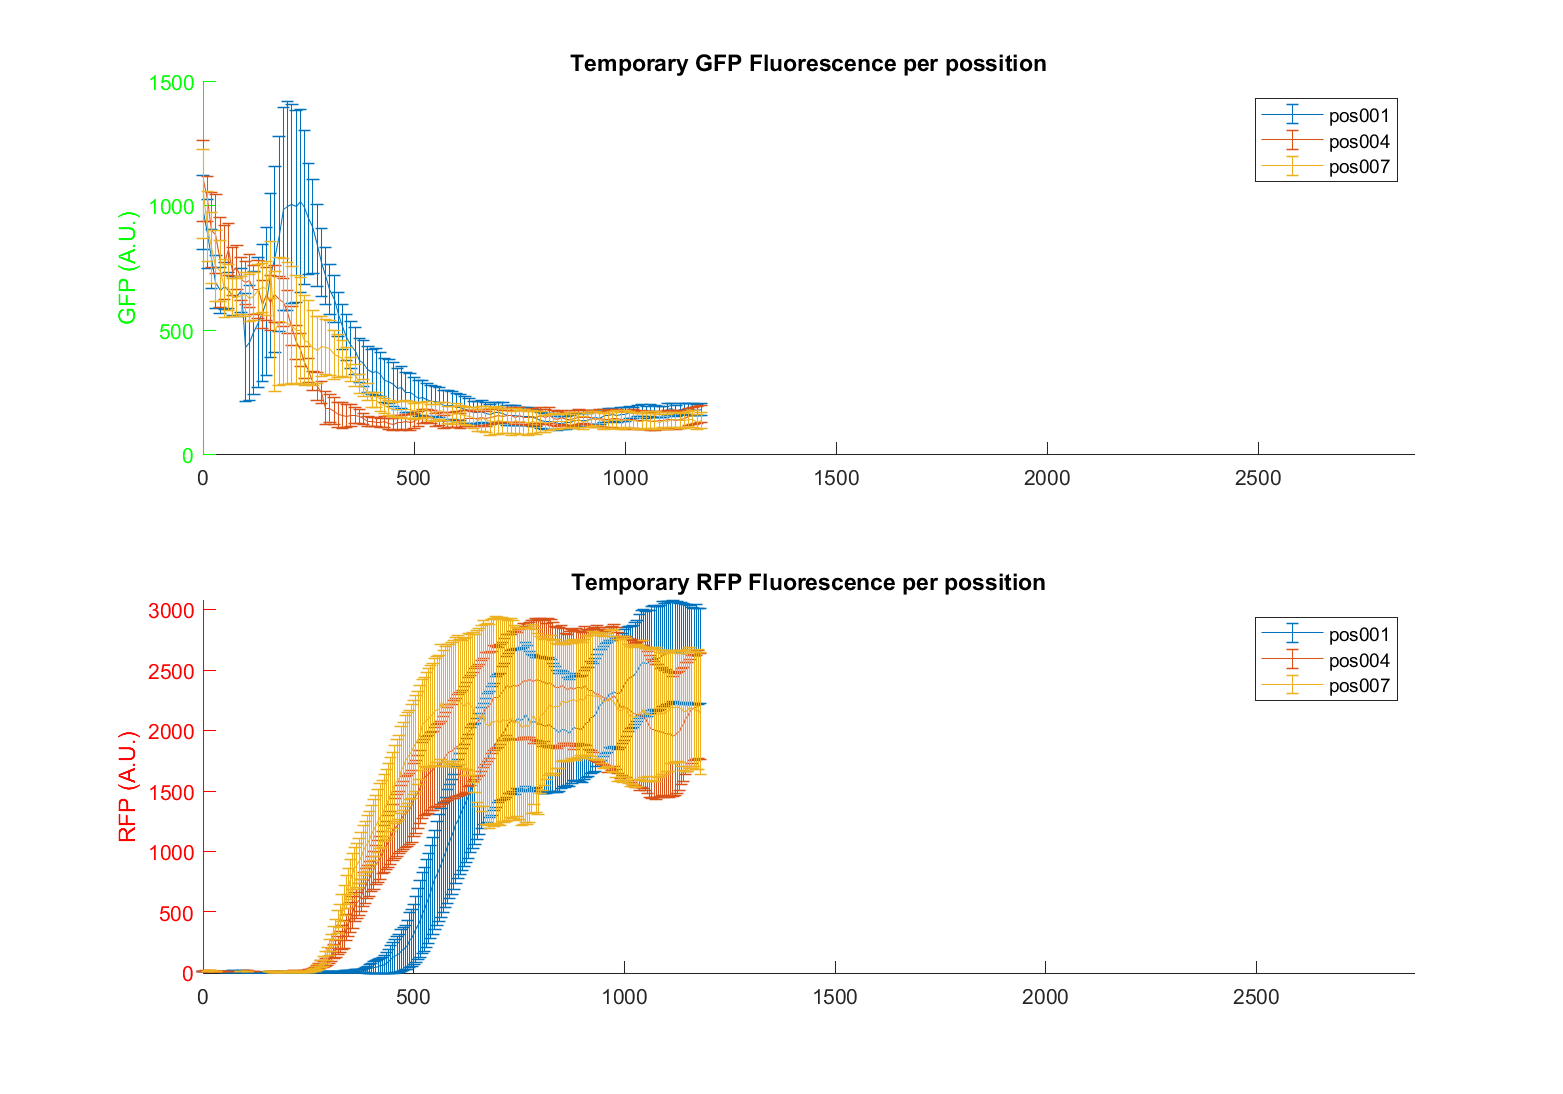 Temporary GFP Fluorescence per possition
1500
1000
500
0
GFP (A.U.)
pos001
pos004
pos007
0 500 1000 1500 2000 2500
Temporary RFP Fluorescence per possition
3000
2500
2000
1500
1000
500
0
RFP (A.U.)
pos001
pos004
pos007
0 500 1000 1500 2000 2500